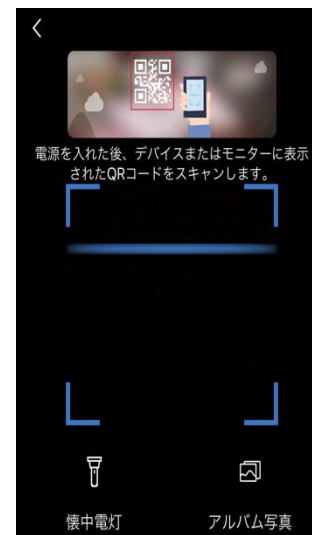 電源を入れた後、デバイスまたはモニターに表示
されたQRコードをスキャンします。
懐中電灯
アルバム写真